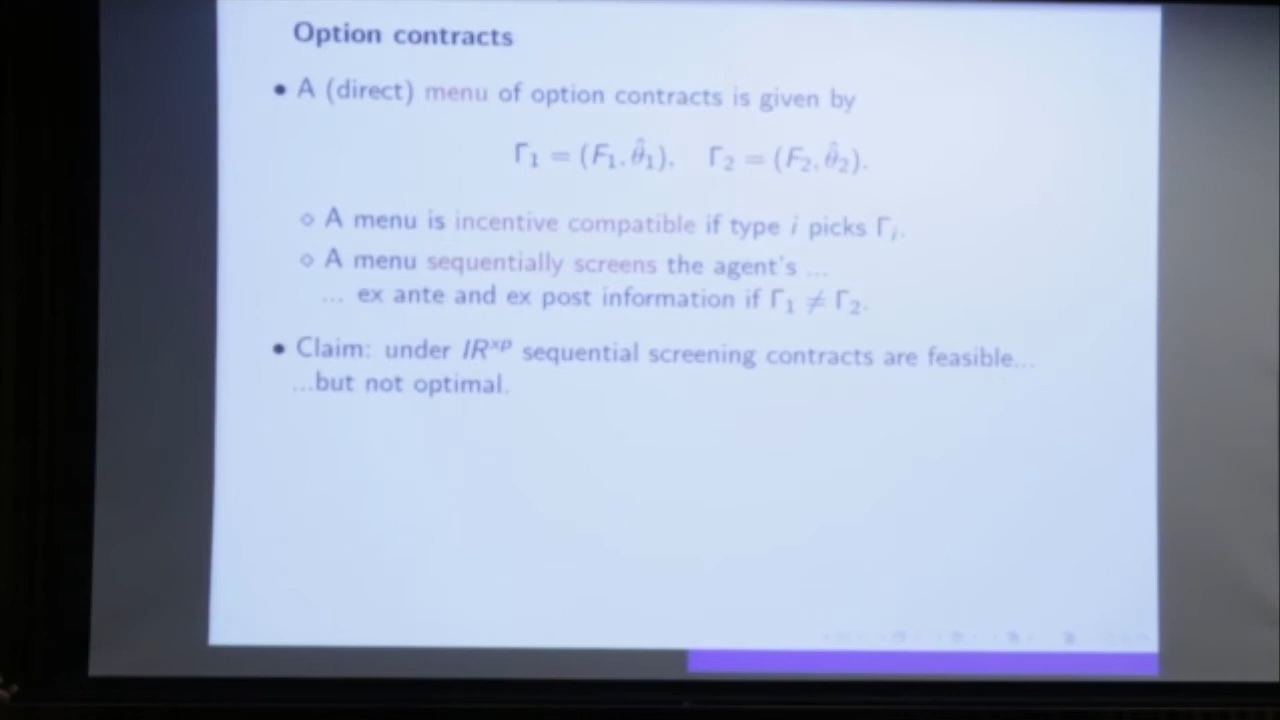 Option contracts
• A (direct) menu of option contracts is given by
Γ₁ = (F₁, θ̂₁), Γ₂ = (F₂, θ̂₂).
⋄ A menu is incentive compatible if type i picks Γᵢ.
⋄ A menu sequentially screens the agent's ...
... ex ante and ex post information if Γ₁ ≠ Γ₂.
• Claim: under IRˣᵖ sequential screening contracts are feasible...
...but not optimal.